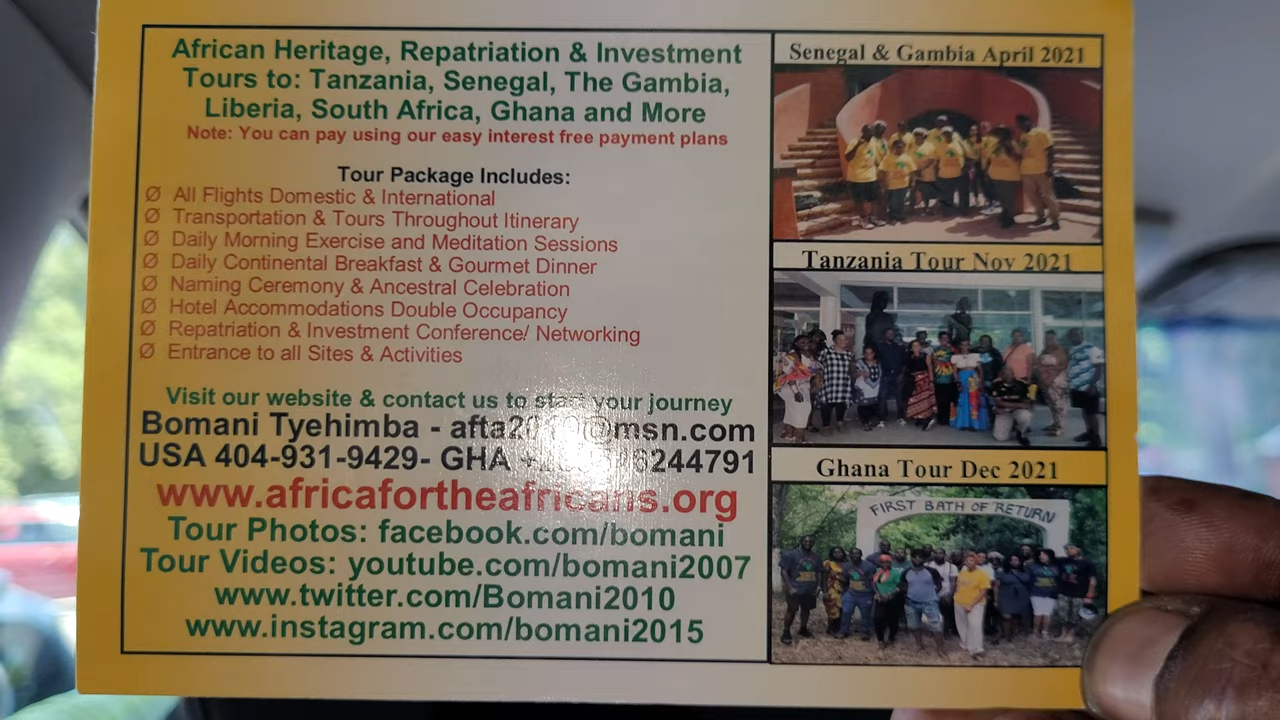 African Heritage, Repatriation & Investment
Tours to: Tanzania, Senegal, The Gambia,
Liberia, South Africa, Ghana and More
Note: You can pay using our easy interest free payment plans
Tour Package Includes:
Ø All Flights Domestic & International
Ø Transportation & Tours Throughout Itinerary
Ø Daily Morning Exercise and Meditation Sessions
Ø Daily Continental Breakfast & Gourmet Dinner
Ø Naming Ceremony & Ancestral Celebration
Ø Hotel Accommodations Double Occupancy
Ø Repatriation & Investment Conference/ Networking
Ø Entrance to all Sites & Activities
Visit our website & contact us to start your journey
Bomani Tyehimba -
USA 404-931-9429- GHA
www.africafortheafricans.org
Tour Photos: facebook.com/bomani
Tour Videos: youtube.com/bomani2007
www.twitter.com/Bomani2010
www.instagram.com/bomani2015
Senegal & Gambia April 2021
Tanzania Tour Nov 2021
Ghana Tour Dec 2021
FIRST BATH OF RETURN